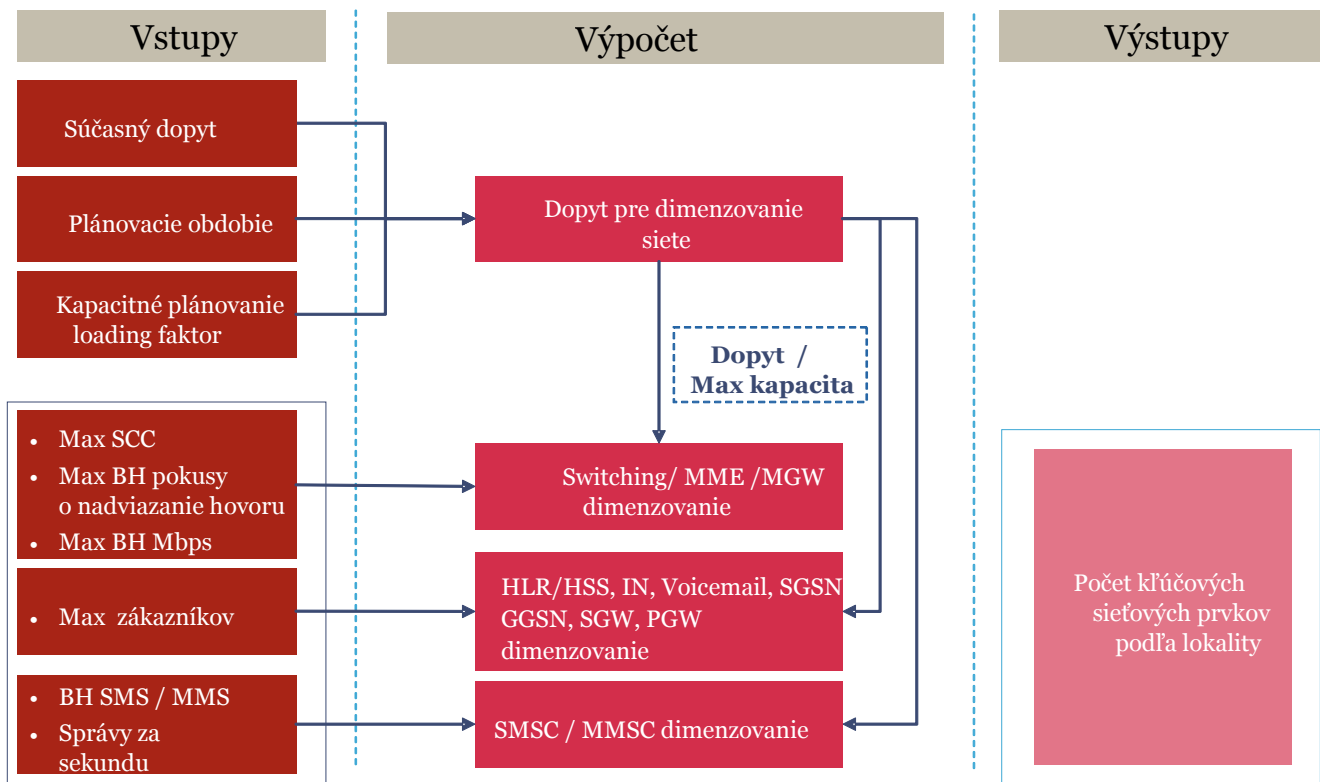 Vstupy
Výpočet
Výstupy
Súčasný dopyt
Plánovacie obdobie
Kapacitné plánovanie
loading faktor
Dopyt pre dimenzovanie
siete
Dopyt /
Max kapacita
• Max SCC
• Max BH pokusy
o nadviazanie hovoru
• Max BH Mbps
Switching/ MME /MGW
dimenzovanie
• Max zákazníkov
HLR/HSS, IN, Voicemail, SGSN
GGSN, SGW, PGW
dimenzovanie
• BH SMS / MMS
• Správy za
sekundu
SMSC / MMSC dimenzovanie
Počet kľúčových
sieťových prvkov
podľa lokality